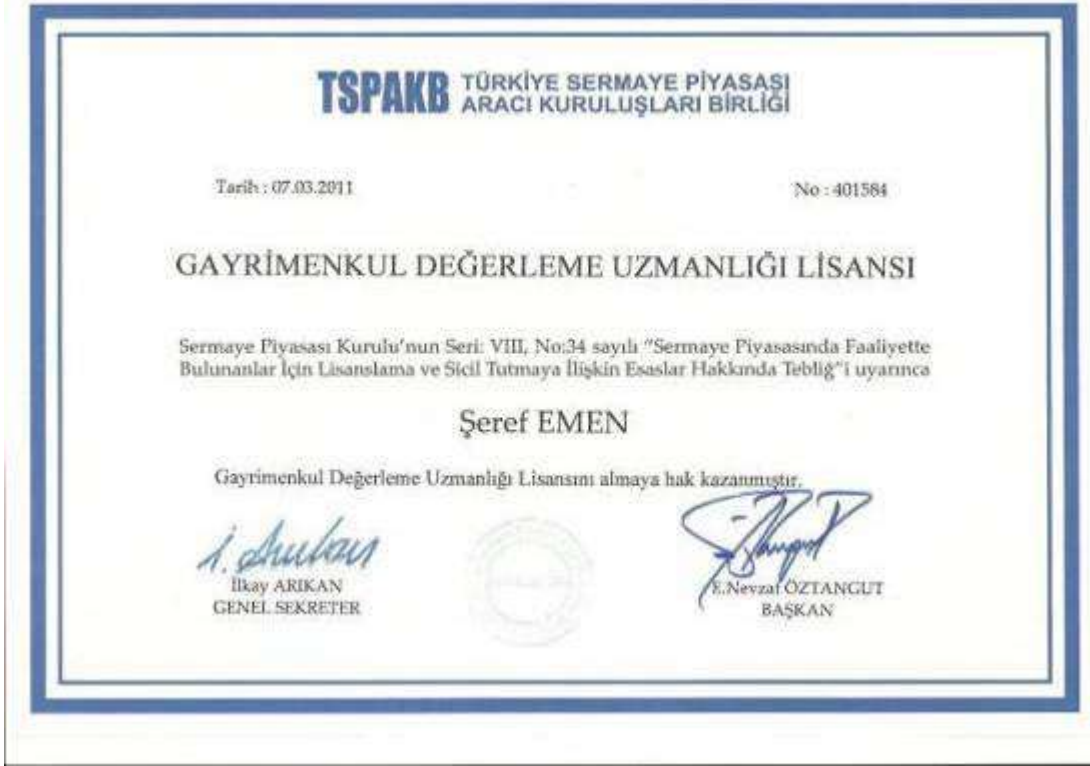 TSPAKB TÜRKİYE SERMAYE PİYASASI
ARACI KURULUŞLARI BİRLİĞİ
Tarih : 07.03.2011
No : 401584
GAYRİMENKUL DEĞERLEME UZMANLIĞI LİSANSI
Sermaye Piyasası Kurulu'nun Seri: VIII, No:34 sayılı "Sermaye Piyasasında Faaliyette
Bulunanlar İçin Lisanslama ve Sicil Tutmaya İlişkin Esaslar Hakkında Tebliğ"i uyarınca
Şeref EMEN
Gayrimenkul Değerleme Uzmanlığı Lisansını almaya hak kazanmıştır.
İlkay ARIKAN
GENEL SEKRETER
E.Nevzat ÖZTANGUT
BAŞKAN